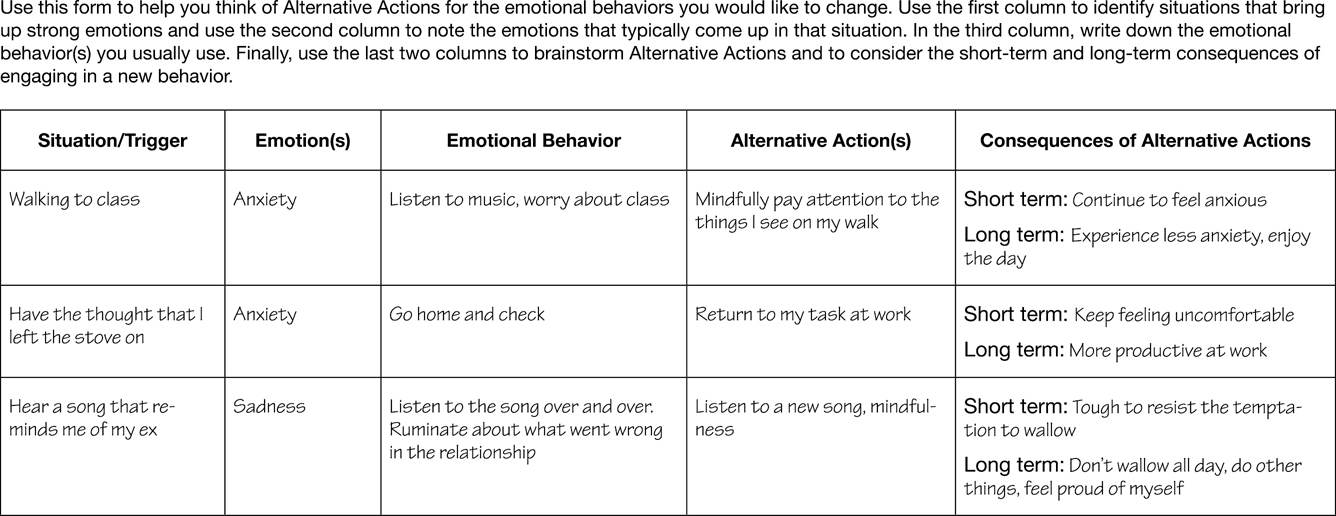 Use this form to help you think of Alternative Actions for the emotional behaviors you would like to change. Use the first column to identify situations that bring
up strong emotions and use the second column to note the emotions that typically come up in that situation. In the third column, write down the emotional
behavior(s) you usually use. Finally, use the last two columns to brainstorm Alternative Actions and to consider the short-term and long-term consequences of
engaging in a new behavior.
Situation/Trigger
Emotion(s)
Emotional Behavior
Alternative Action(s)
Consequences of Alternative Actions
Walking to class
Anxiety
Listen to music, worry about class
Mindfully pay attention to the
things I see on my walk
Short term: Continue to feel anxious
Long term: Experience less anxiety, enjoy
the day
Have the thought that I
left the stove on
Anxiety
Go home and check
Return to my task at work
Short term: Keep feeling uncomfortable
Long term: More productive at work
Hear a song that re-
minds me of my ex
Sadness
Listen to the song over and over.
Ruminate about what went wrong
in the relationship
Listen to a new song, mindful-
ness
Short term: Tough to resist the tempta-
tion to wallow
Long term: Don't wallow all day, do other
things, feel proud of myself